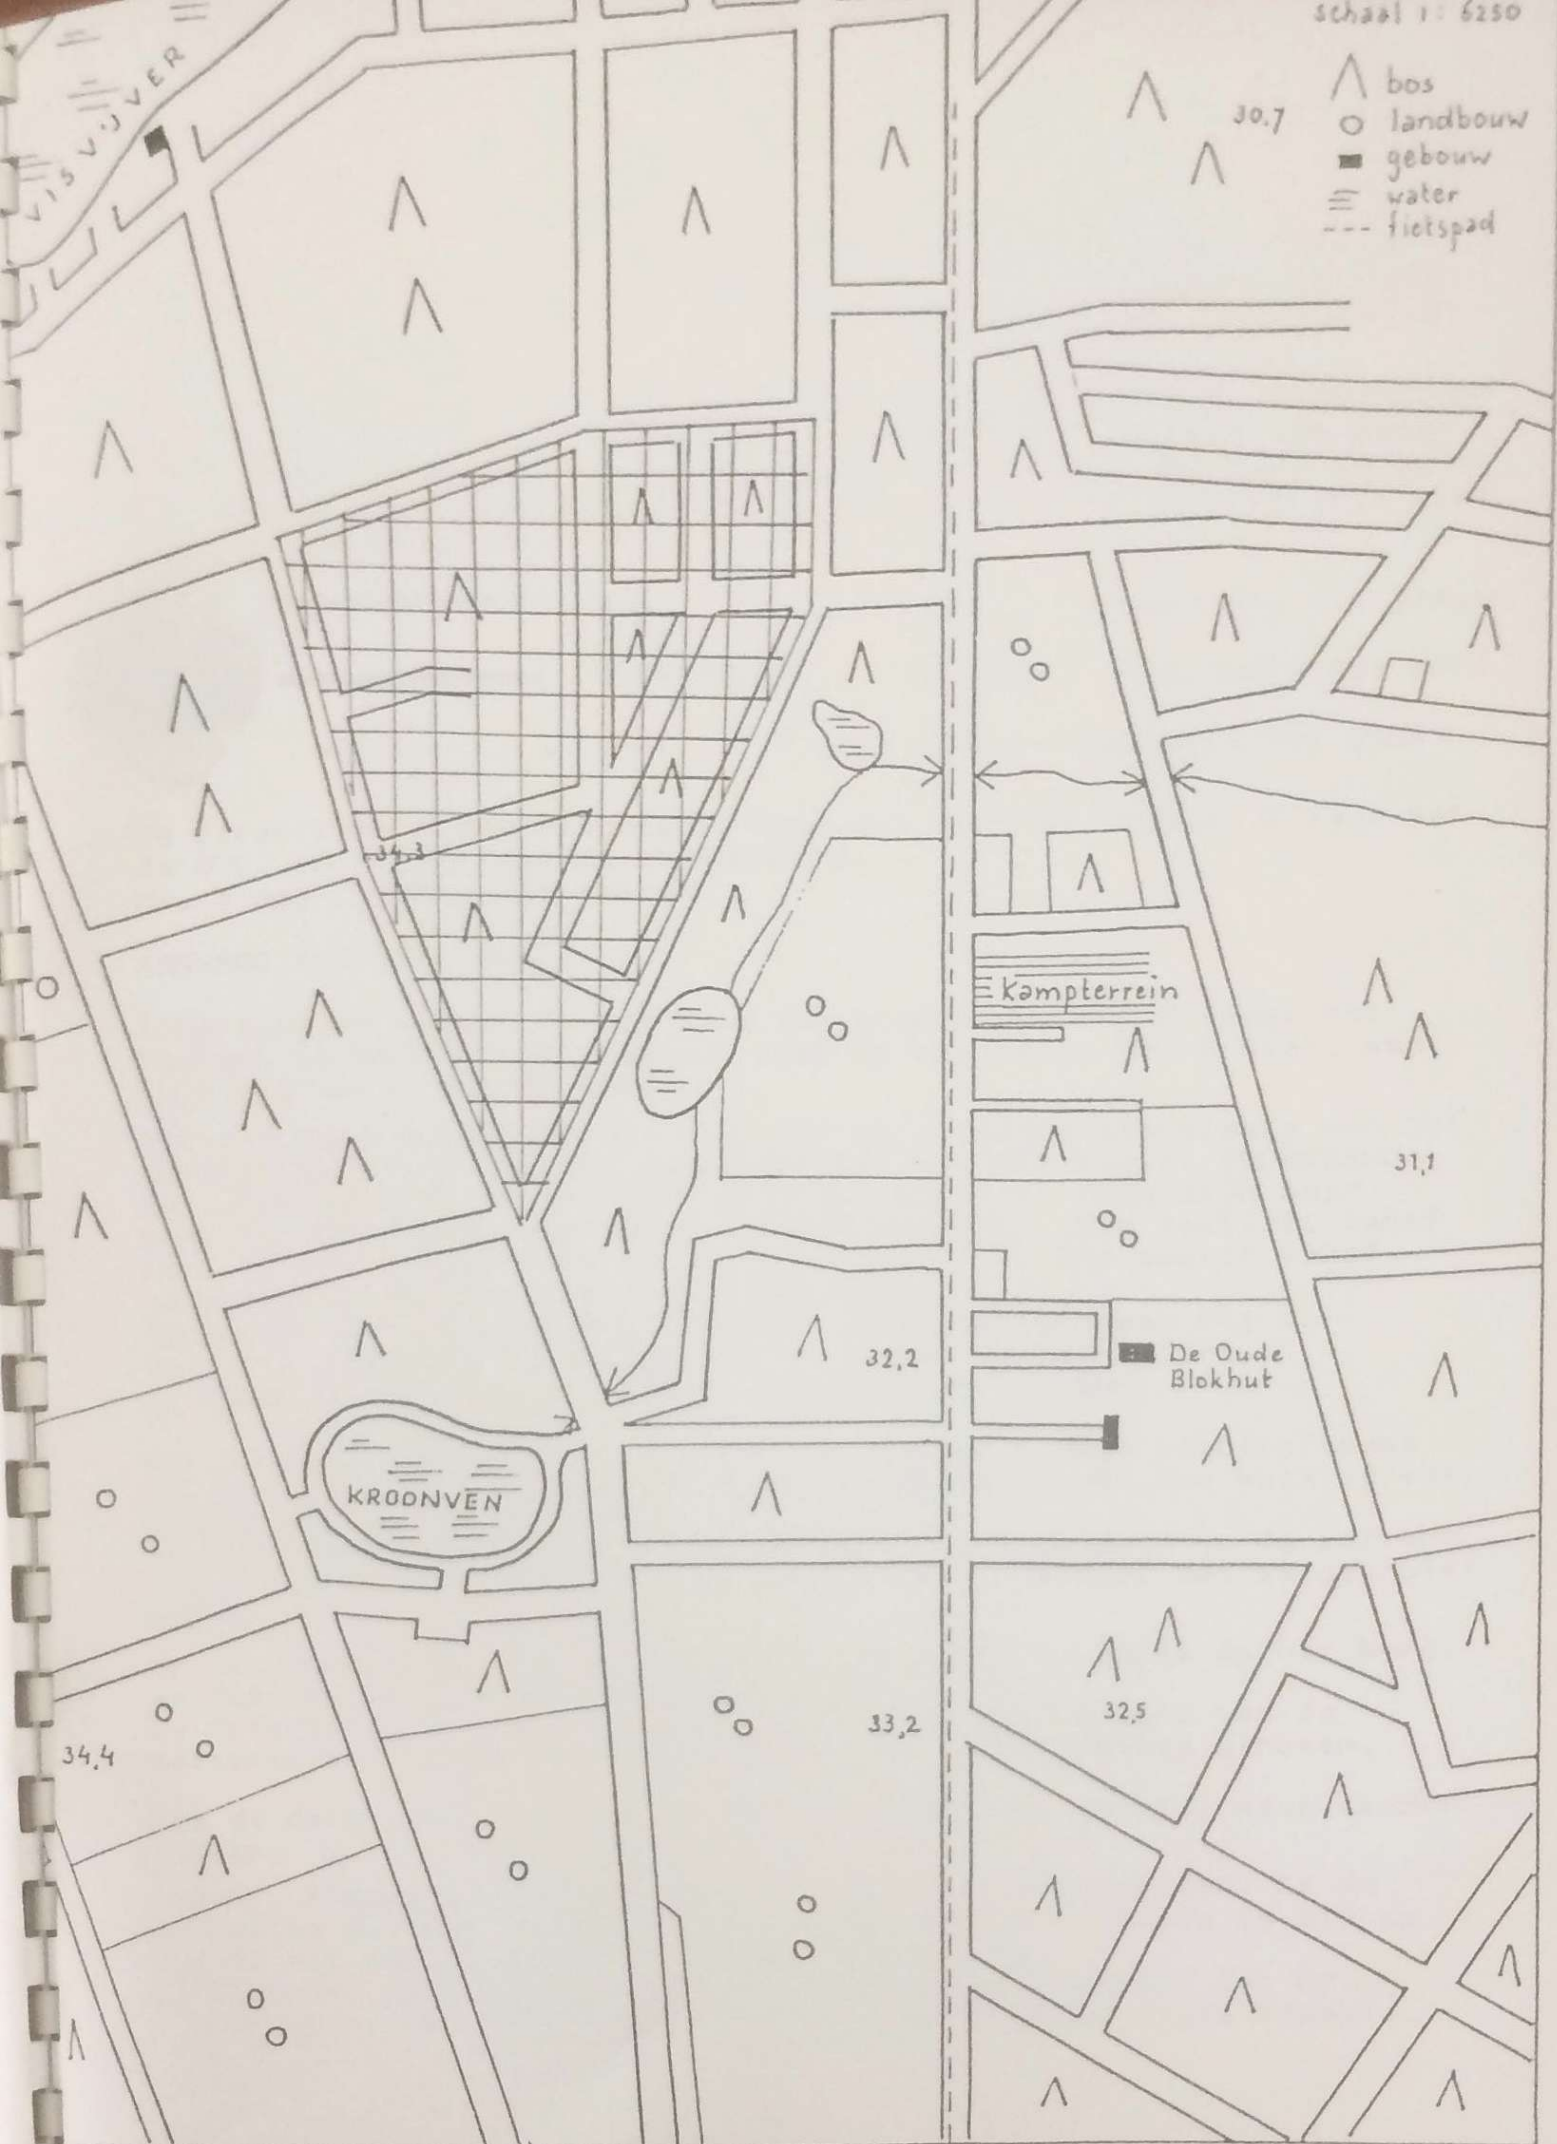 schaal 1: 6250
VISVIJVER
bos
30.7
landbouw
gebouw
water
fietspad
34.3
Kampterrein
31,1
32,2
De Oude
Blokhut
KROONVEN
32,5
33,2
34.4